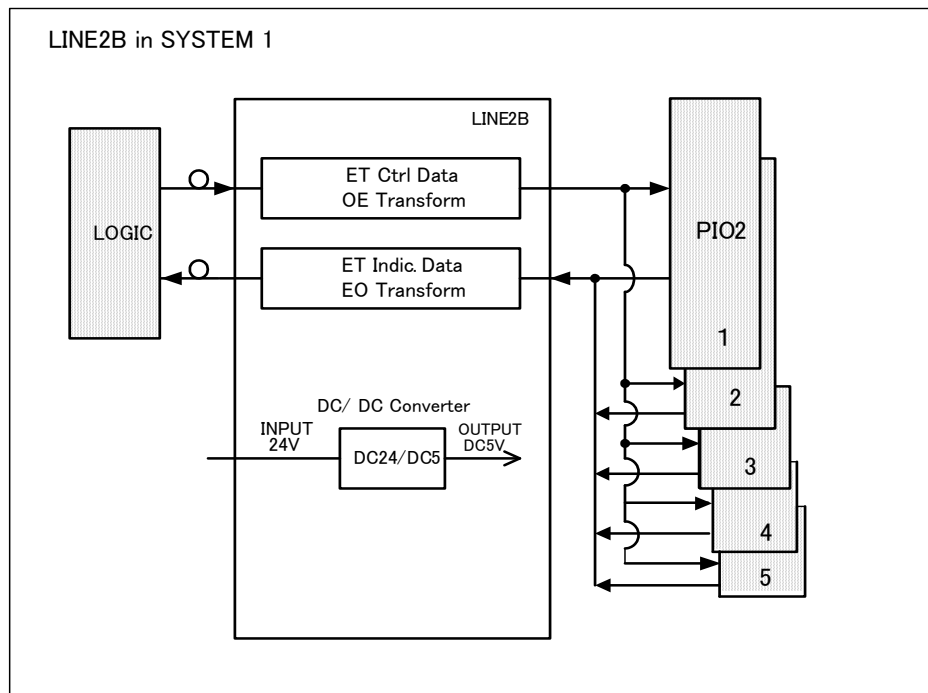 LINE2B in SYSTEM 1
LINE2B
LOGIC
ET Ctrl Data
OE Transform
ET Indic. Data
EO Transform
PIO2
1
2
3
4
5
DC/ DC Converter
INPUT
24V
DC24/DC5
OUTPUT
DC5V